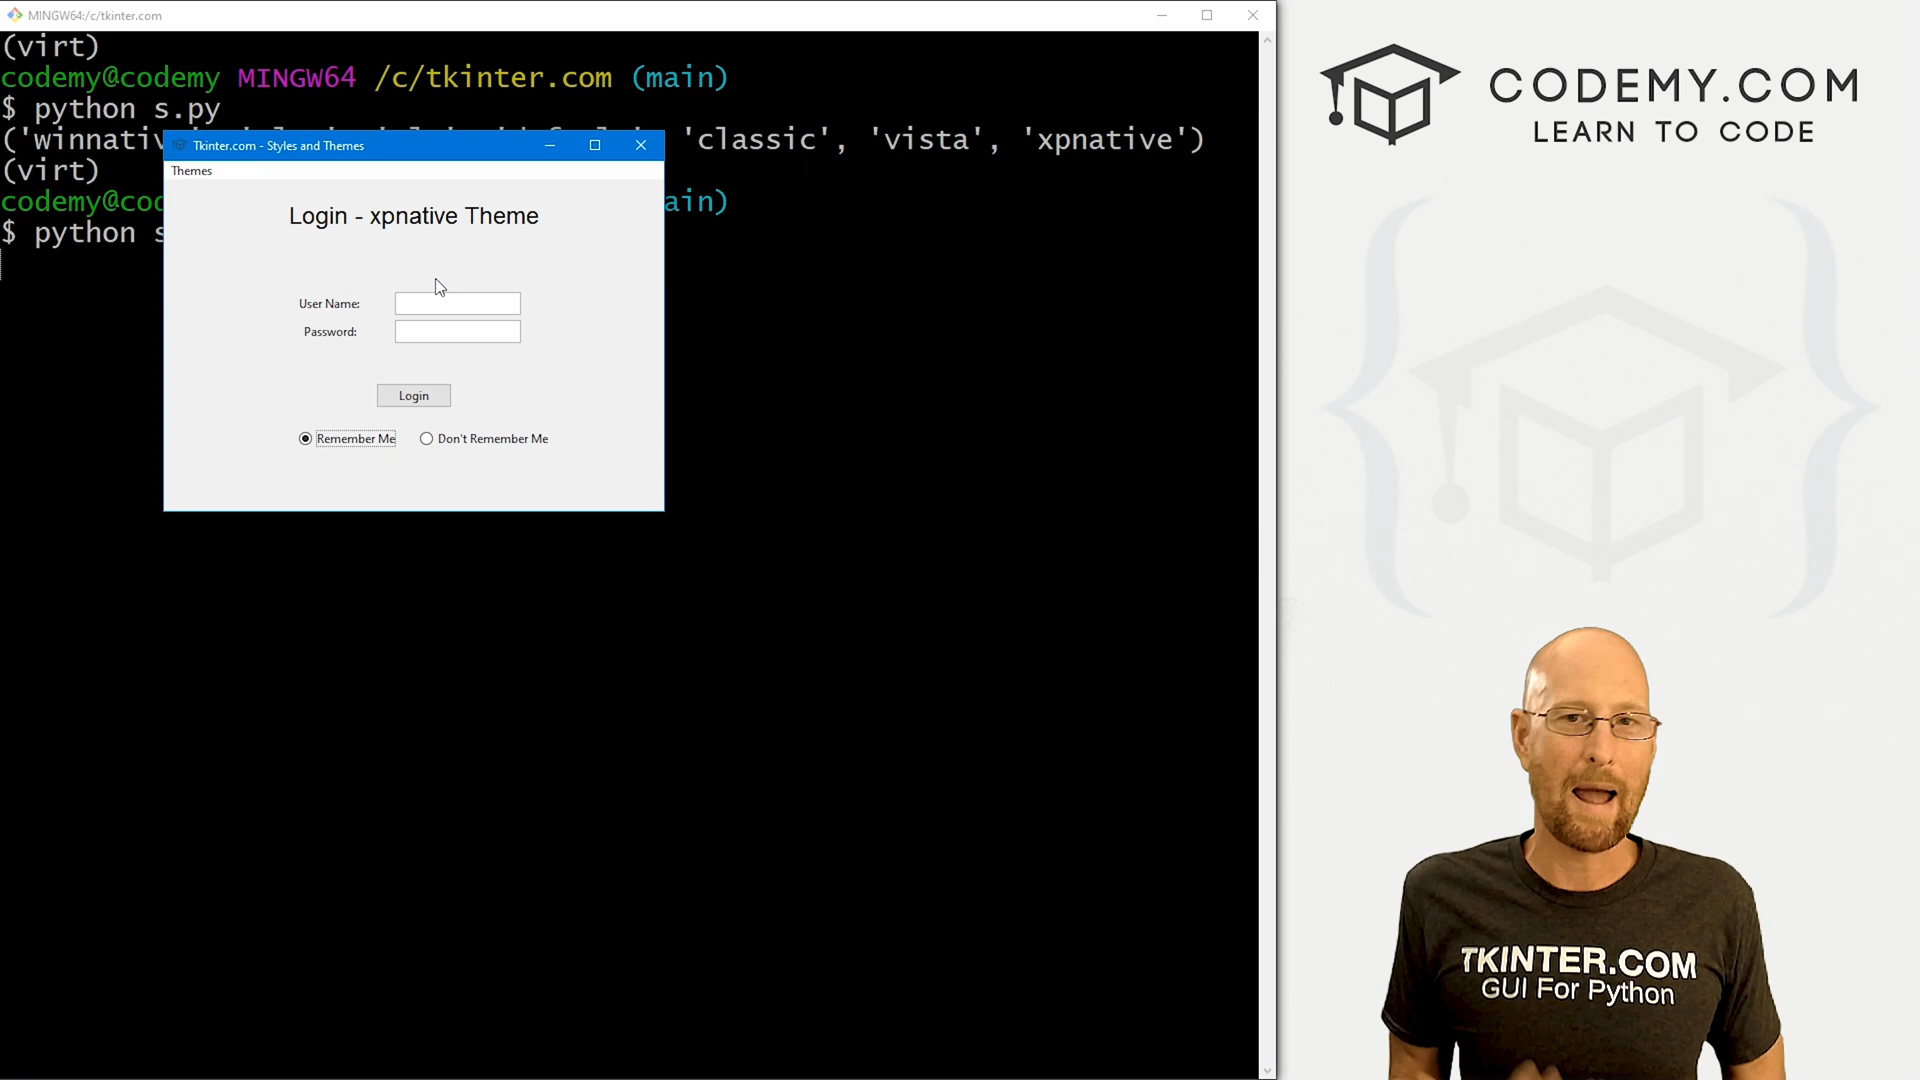 MINGW64:/c/tkinter.com
(virt)
codemy@codemy MINGW64 /c/tkinter.com (main)
$ python s.py
('winnativ 'classic', 'vista', 'xpnative')
(virt)
codemy@cod ain)
$ python s
Tkinter.com - Styles and Themes
Themes
Login - xpnative Theme
User Name:
Password:
Login
Remember Me Don't Remember Me
CODEMY.COM
LEARN TO CODE
TKINTER.COM
GUI For Python